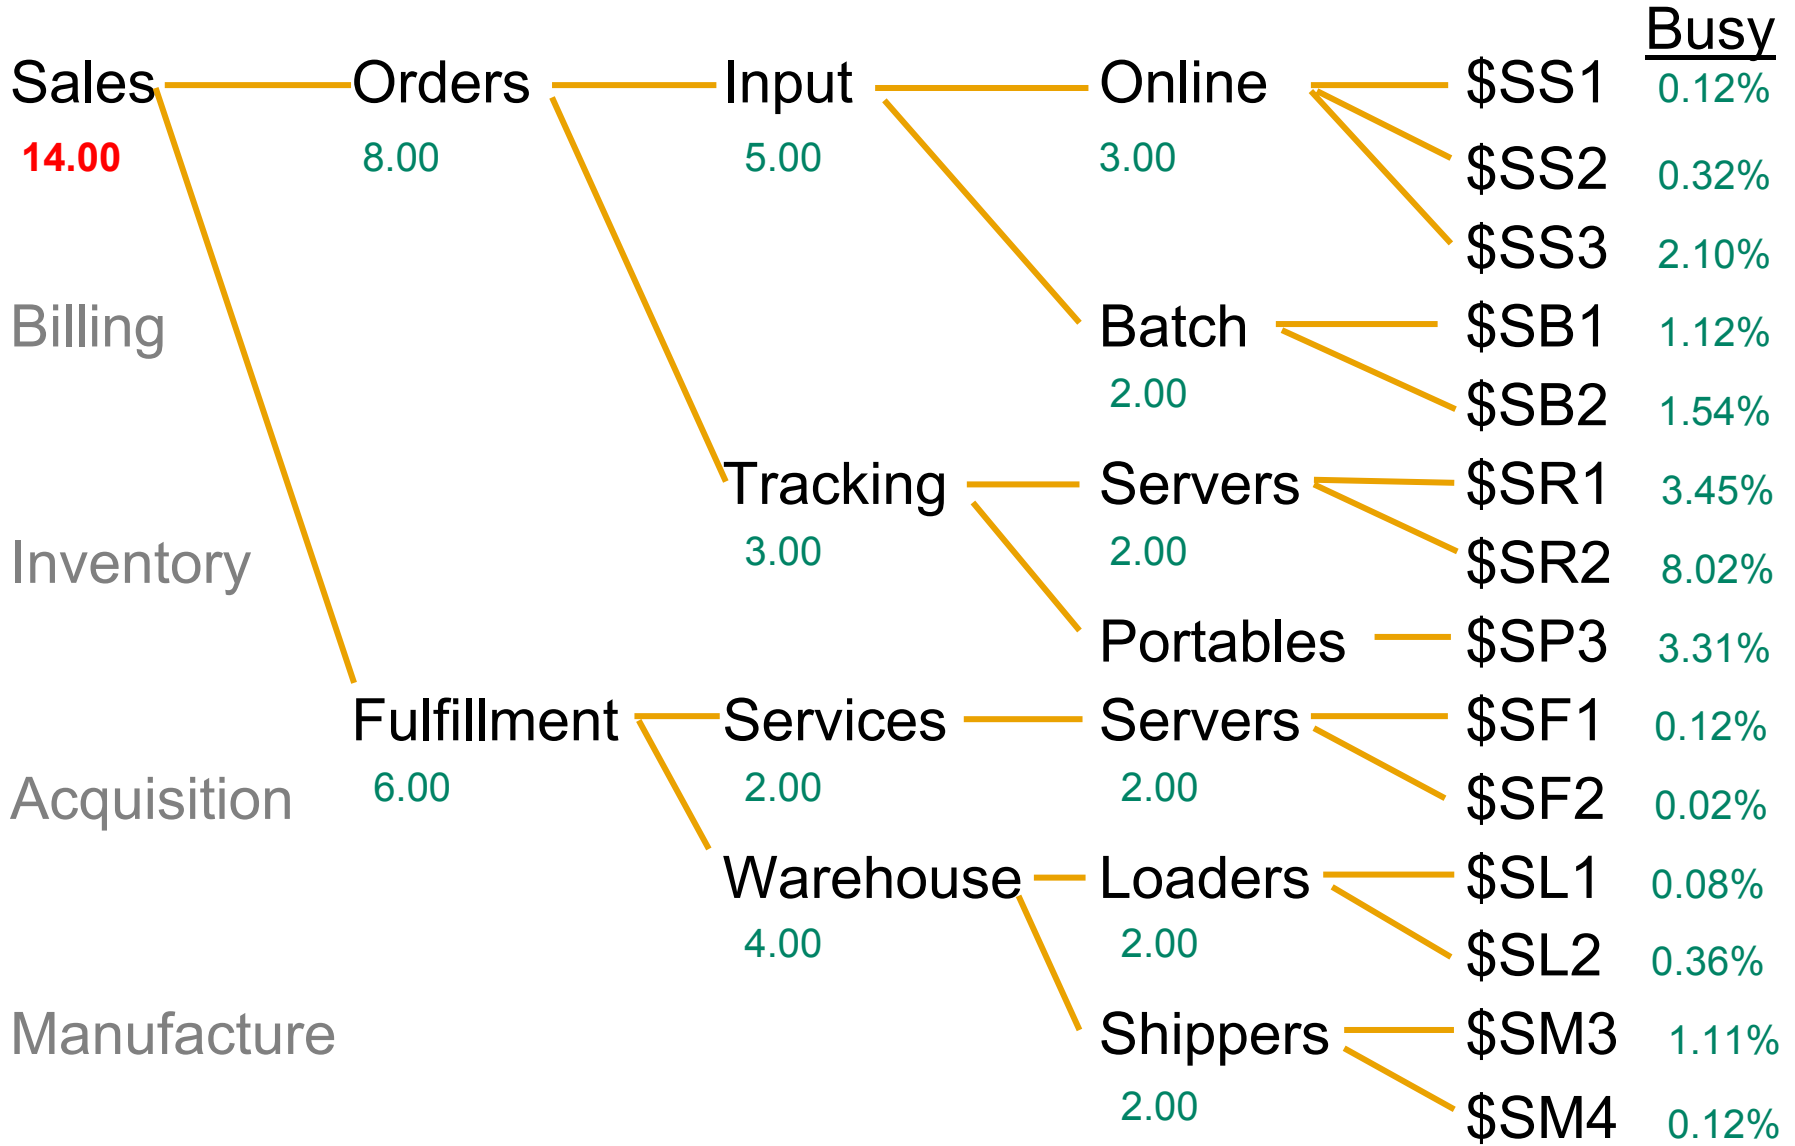 Busy
Sales Orders Input Online $SS1 0.12%
14.00 8.00 5.00 3.00 $SS2 0.32%
$SS3 2.10%
Billing Batch $SB1 1.12%
2.00 $SB2 1.54%
Tracking Servers $SR1 3.45%
Inventory 3.00 2.00 $SR2 8.02%
Portables $SP3 3.31%
Fulfillment Services Servers $SF1 0.12%
Acquisition 6.00 2.00 2.00 $SF2 0.02%
Warehouse Loaders $SL1 0.08%
4.00 2.00 $SL2 0.36%
Manufacture Shippers $SM3 1.11%
2.00 $SM4 0.12%